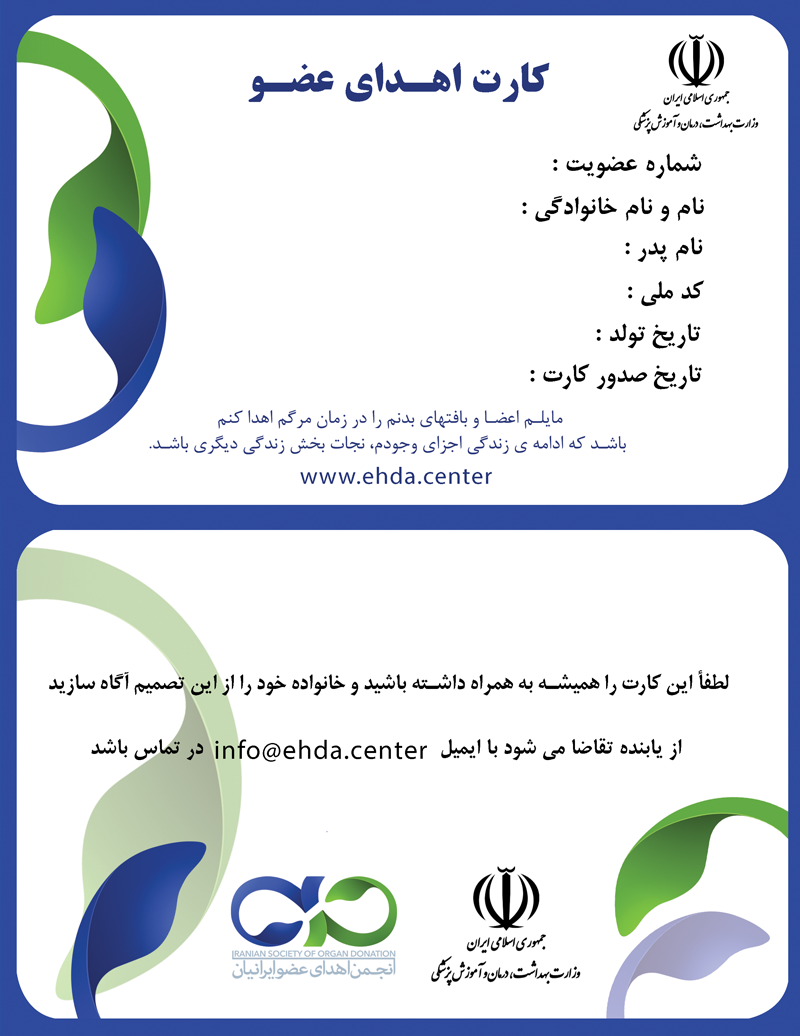 کارت اهـدای عضـو
جمهوری اسلامی ایران
وزارت بهداشت، درمان و آموزش پزشکی
شماره عضویت :
نام و نام خانوادگی :
نام پدر :
کد ملی :
تاریخ تولد :
تاریخ صدور کارت :
مایلـم اعضـا و بافتهای بدنم را در زمان مرگم اهدا کنم
باشـد که ادامه ی زندگی اجزای وجودم، نجات بخش زندگی دیگری باشـد.
www.ehda.center
لطفأ این کارت را همیشـه به همراه داشـته باشید و خانواده خود را از این تصمیم آگاه سازید
از یابنده تقاضا می شود با ایمیل info@ehda.center در تماس باشد
IRANIAN SOCIETY OF ORGAN DONATION
انجمن اهدای عضو ایرانیان
جمهوری اسلامی ایران
وزارت بهداشت، درمان و آموزش پزشکی